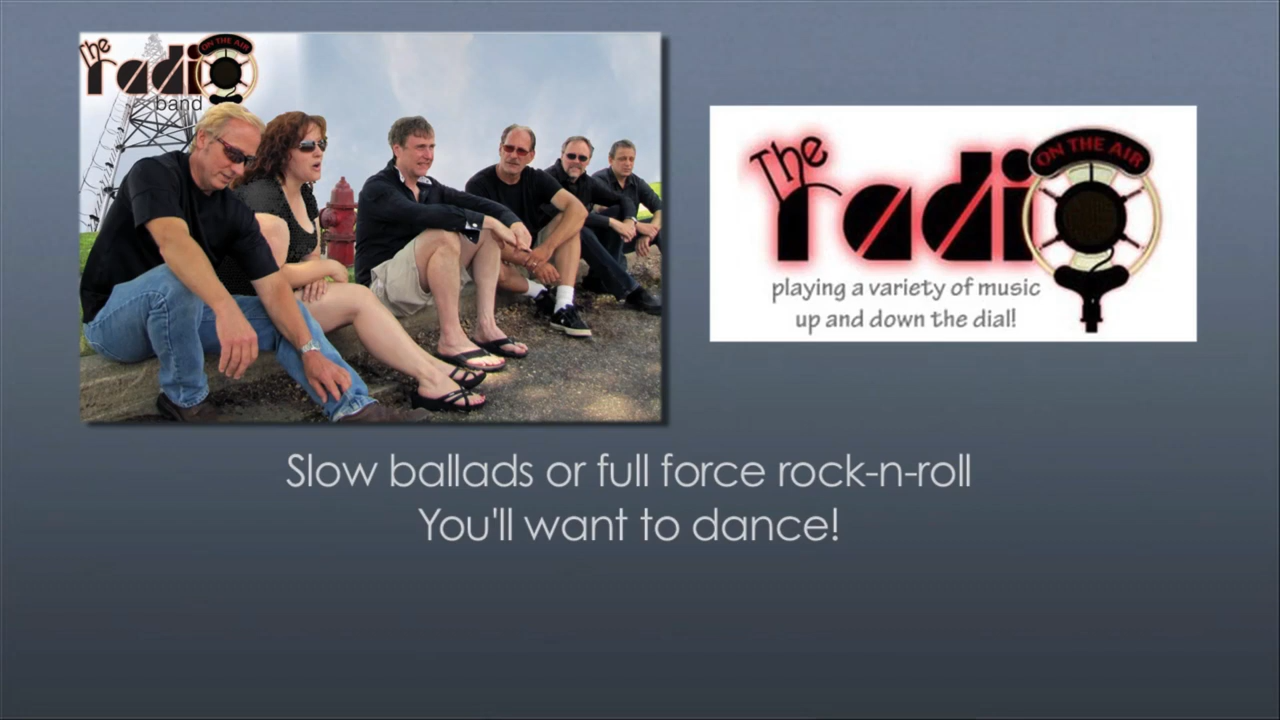 The
radio
ON THE AIR
band
The
radio
ON THE AIR
playing a variety of music
up and down the dial!
Slow ballads or full force rock-n-roll
You'll want to dance!